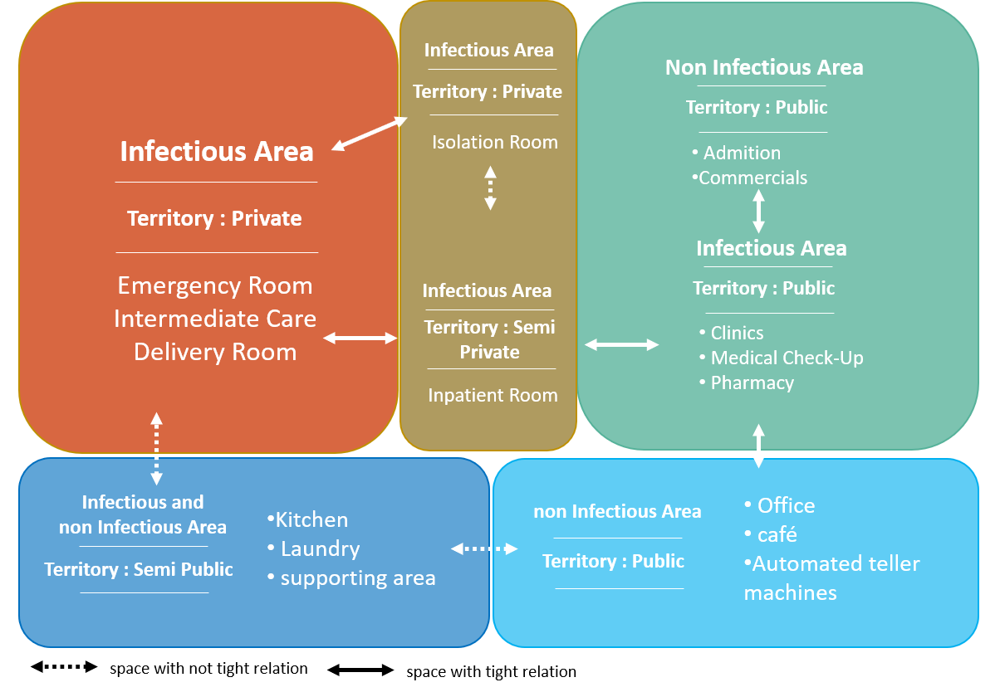 Infectious Area
Territory : Private
Emergency Room
Intermediate Care
Delivery Room
Infectious Area
Territory : Private
Isolation Room
Infectious Area
Territory : Semi
Private
Inpatient Room
Non Infectious Area
Territory : Public
• Admition
•Commercials
Infectious Area
Territory : Public
• Clinics
• Medical Check-Up
• Pharmacy
Infectious and
non Infectious Area
Territory : Semi Public
•Kitchen
• Laundry
• supporting area
non Infectious Area
Territory : Public
• Office
• café
•Automated teller
machines
space with not tight relation
space with tight relation